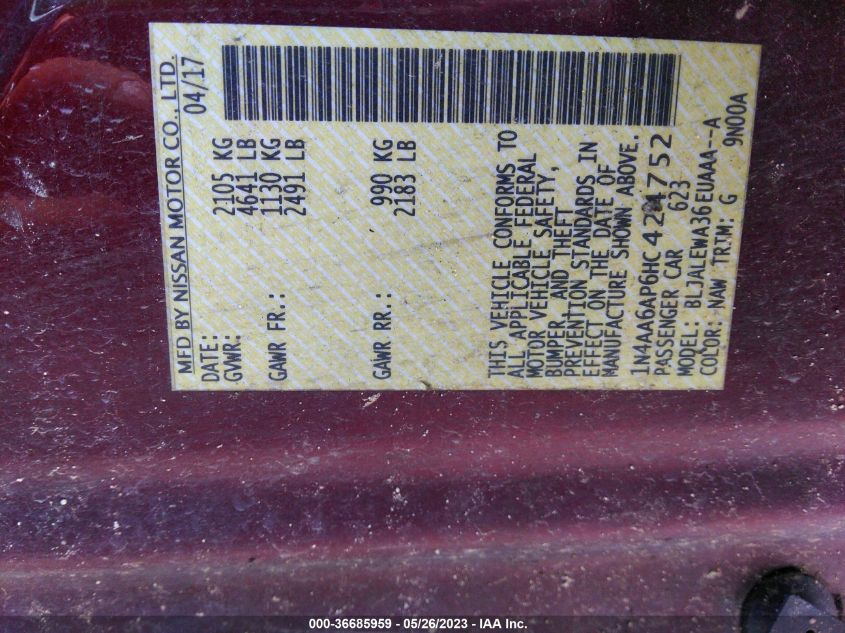 MFD BY NISSAN MOTOR CO., LTD.
DATE: 04/17
GVWR: 2105 KG
4641 LB
GAWR FR.: 1130 KG
2491 LB
GAWR RR.: 990 KG
2183 LB
THIS VEHICLE CONFORMS TO
ALL APPLICABLE FEDERAL
MOTOR VEHICLE SAFETY,
BUMPER, AND THEFT
PREVENTION STANDARDS IN
EFFECT ON THE DATE OF
MANUFACTURE SHOWN ABOVE.
1N4AA6AP6HC424752
PASSENGER CAR 623
MODEL: BLJALEWA36EUAAA--A
COLOR: NAW TRIM: G 9N00A
000-36685959 - 05/26/2023 - IAA Inc.